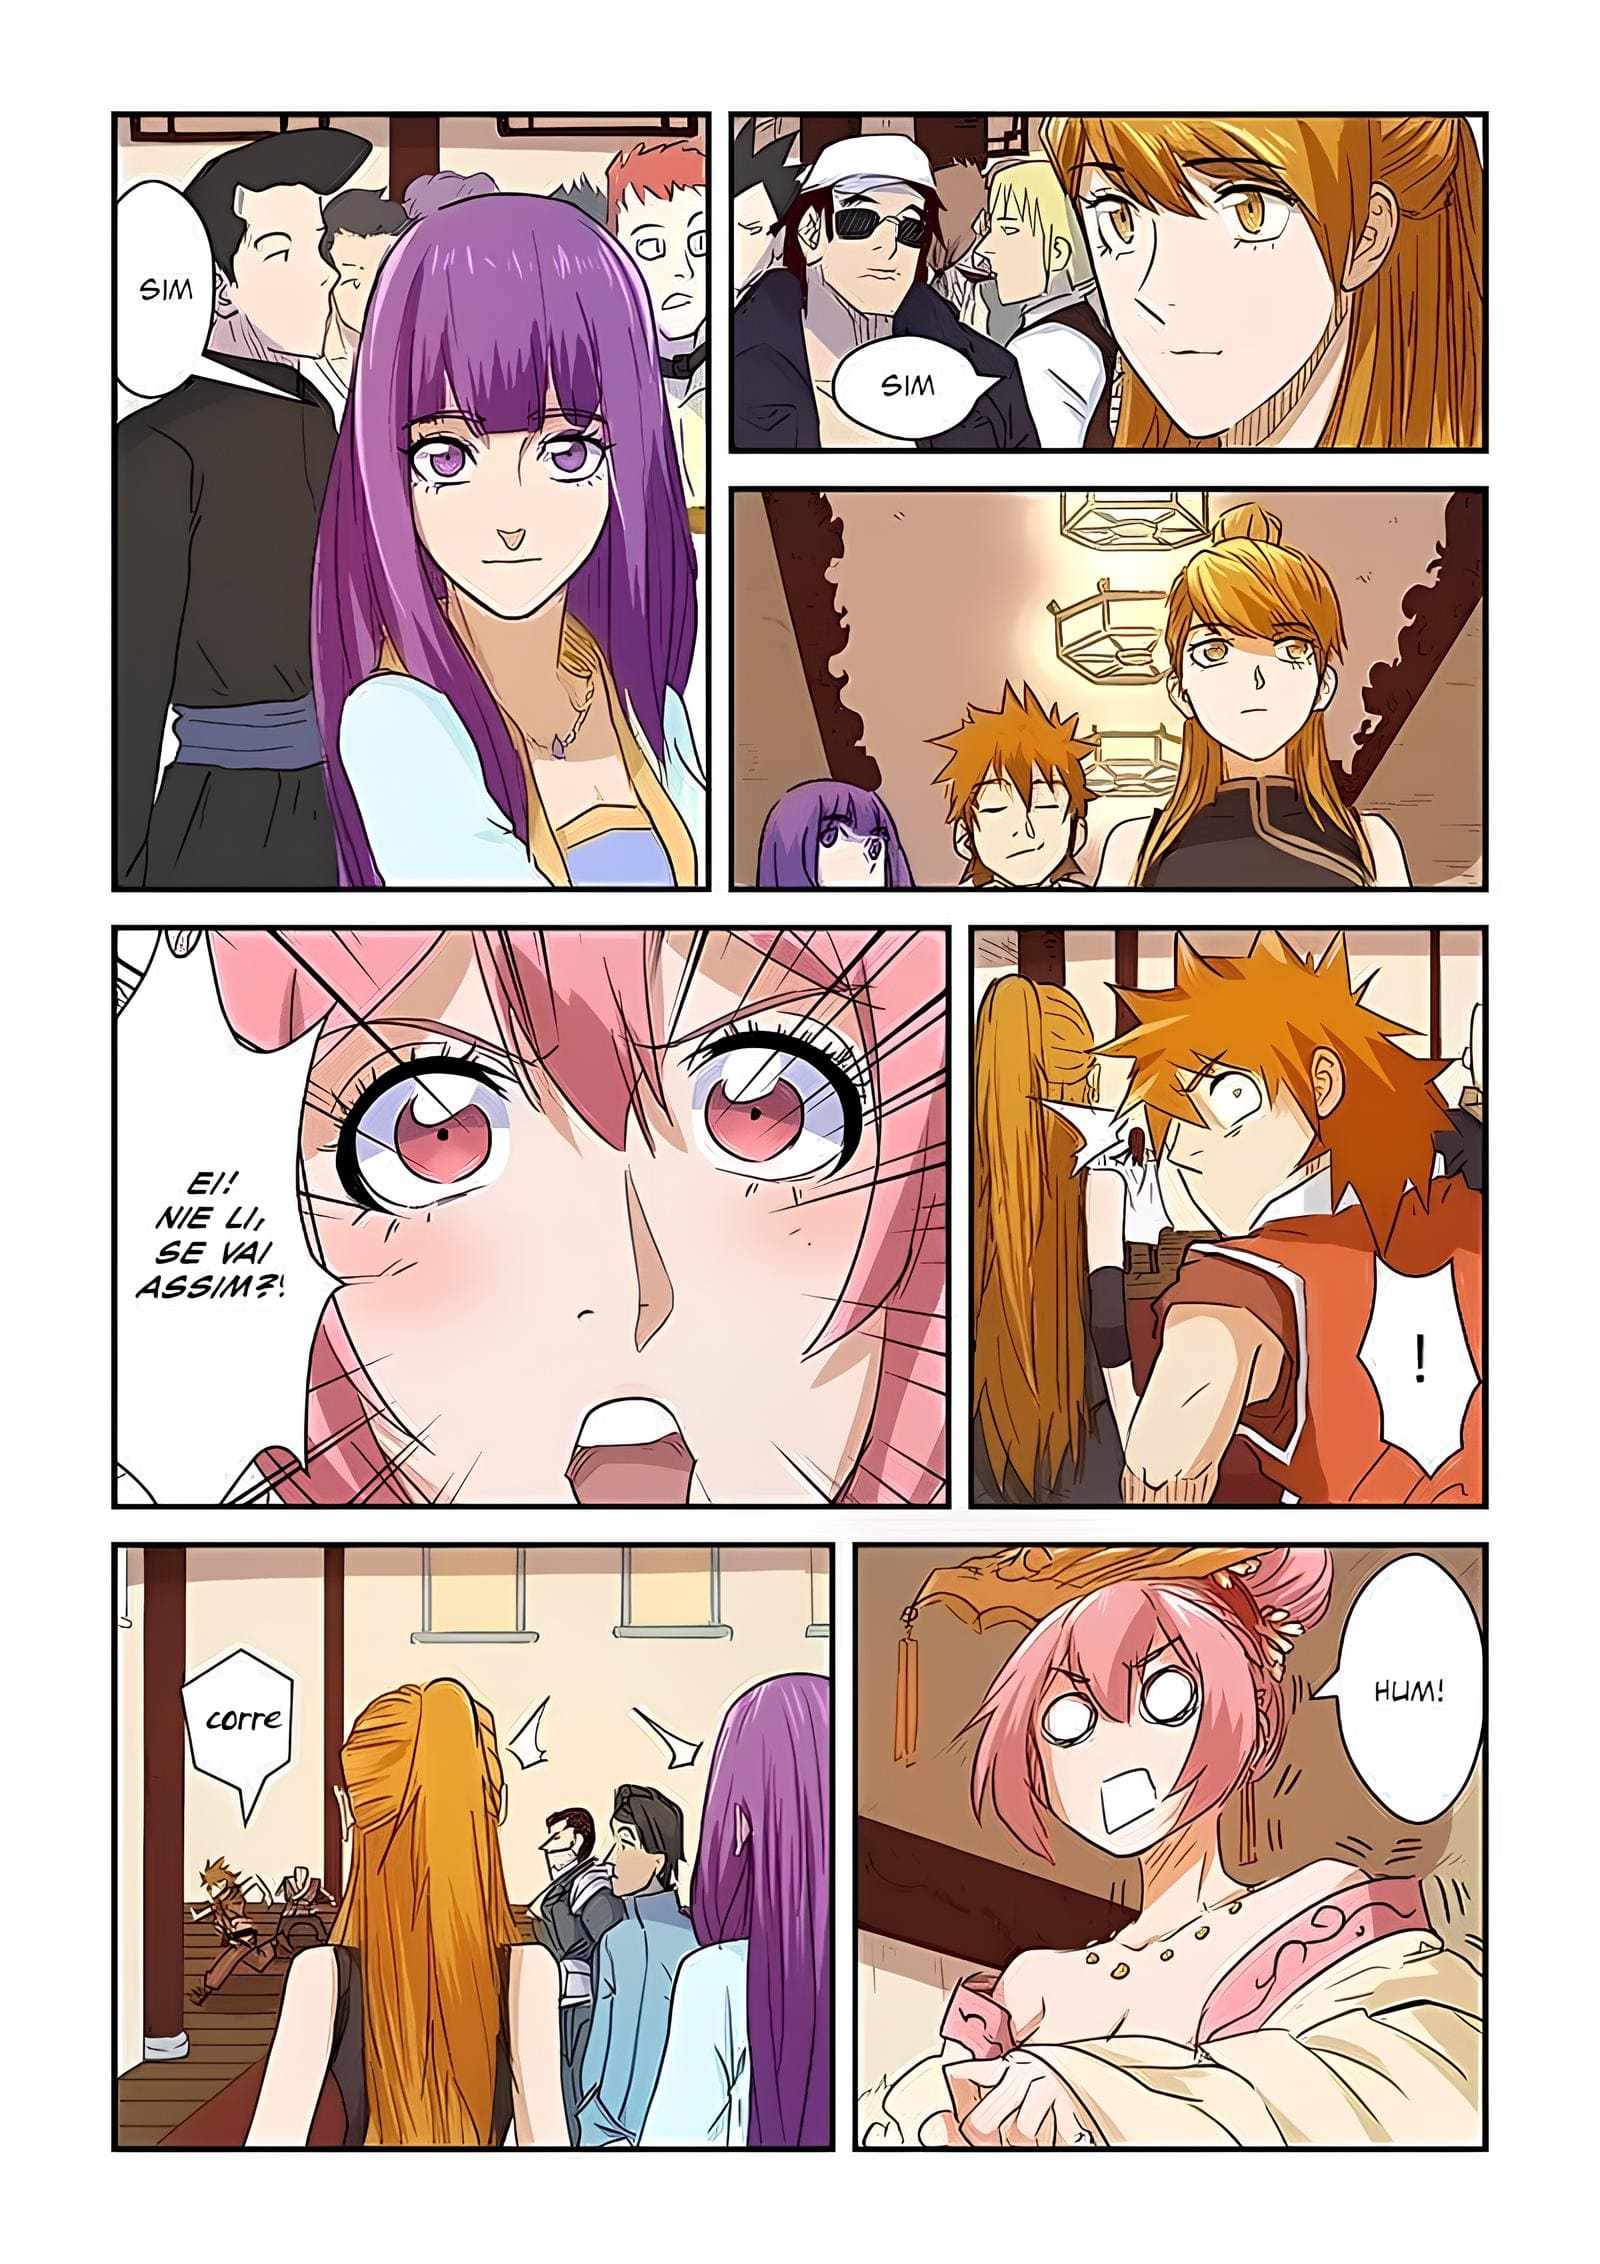 SIM
SIM
EI!
NIE LI,
SE VAI
ASSIM?!
!
corre
HUM!